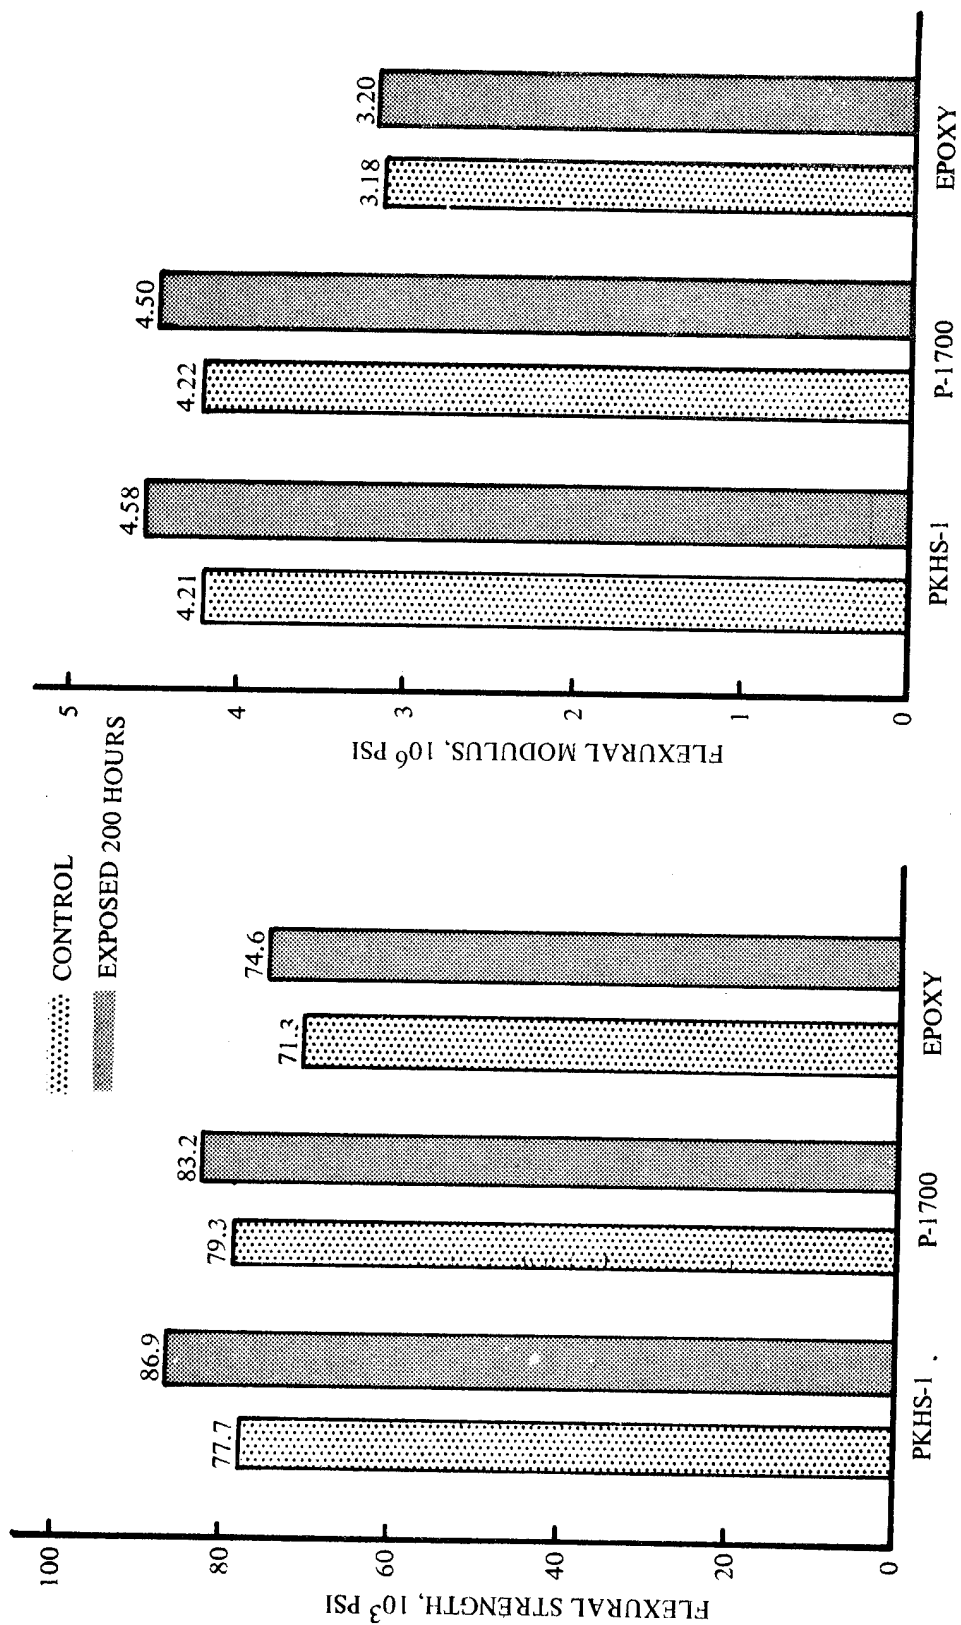 CONTROL
EXPOSED 200 HOURS
FLEXURAL STRENGTH, 10³ PSI
100
80
60
40
20
0
77.7
86.9
79.3
83.2
71.3
74.6
PKHS-1
P-1700
EPOXY
FLEXURAL MODULUS, 10⁶ PSI
5
4
3
2
1
0
4.21
4.58
4.22
4.50
3.18
3.20
PKHS-1
P-1700
EPOXY